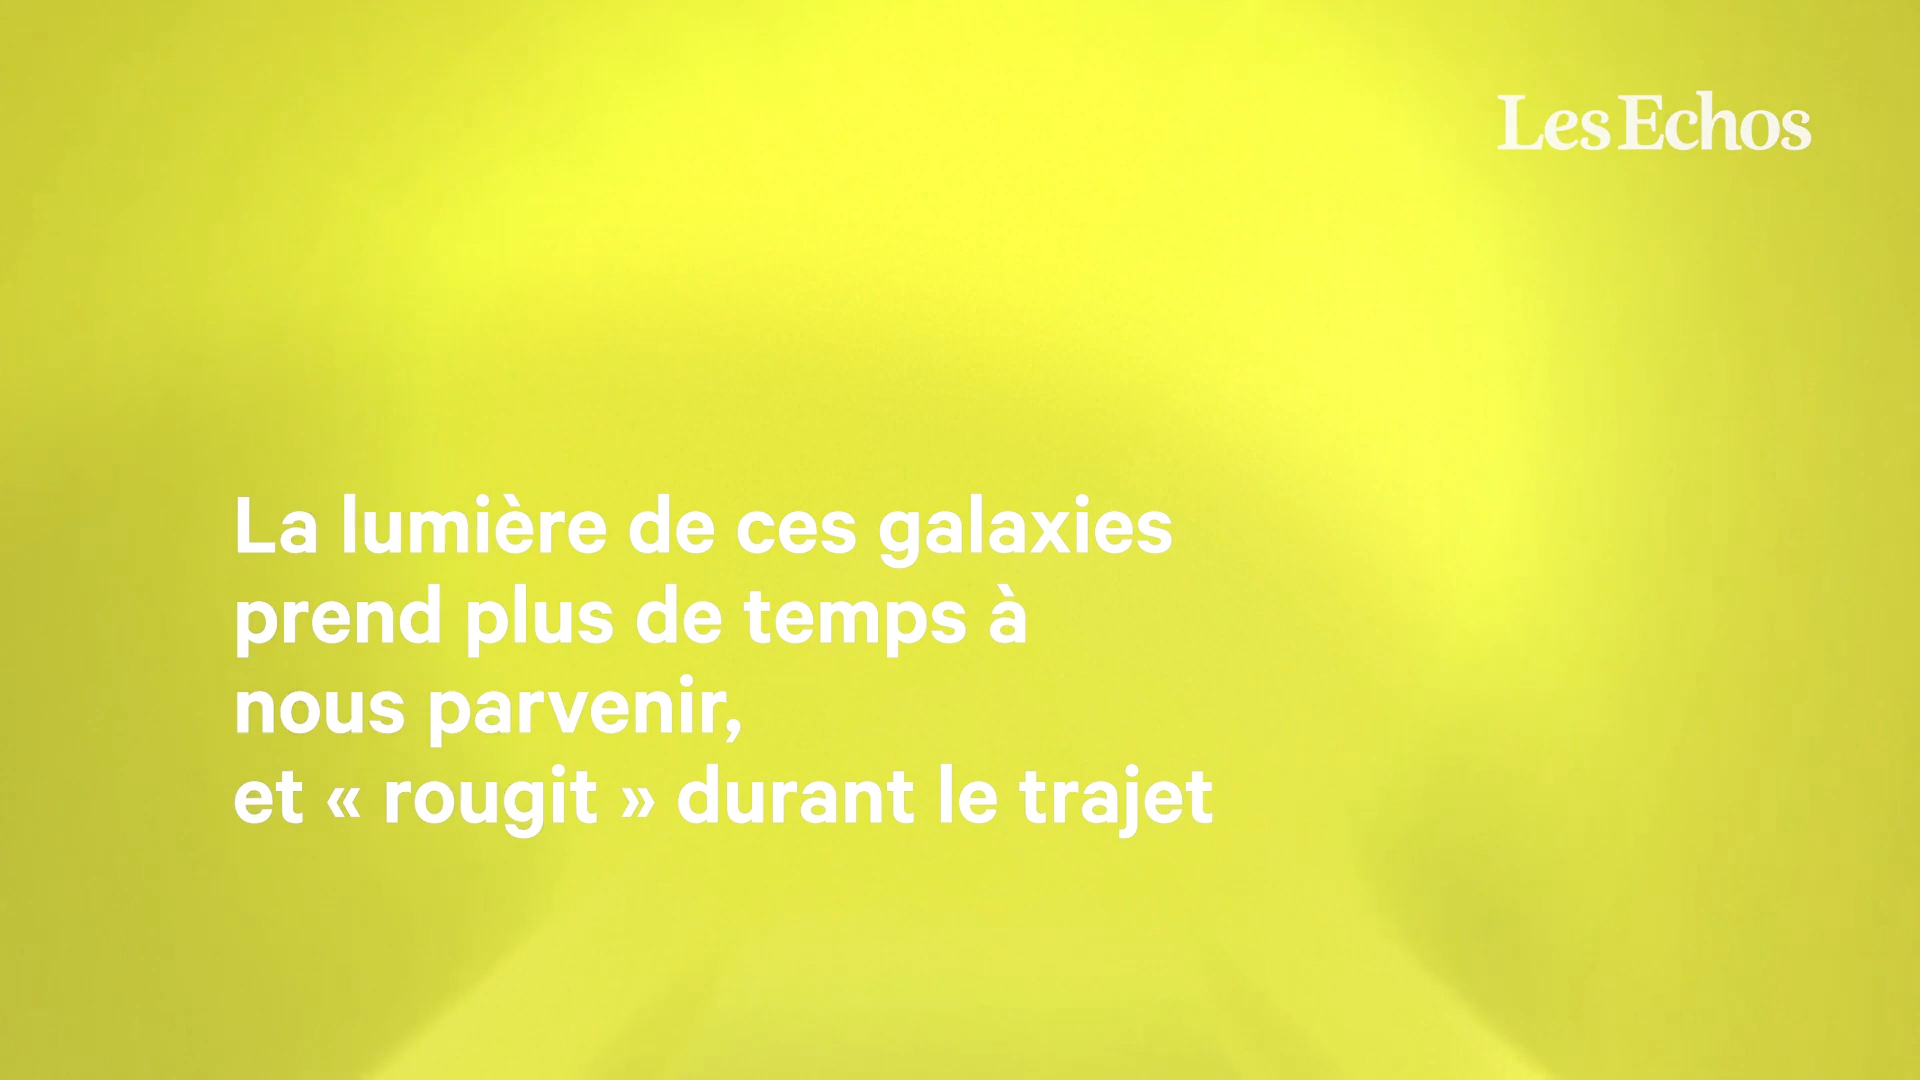 Les Echos
La lumière de ces galaxies
prend plus de temps à
nous parvenir,
et « rougit » durant le trajet